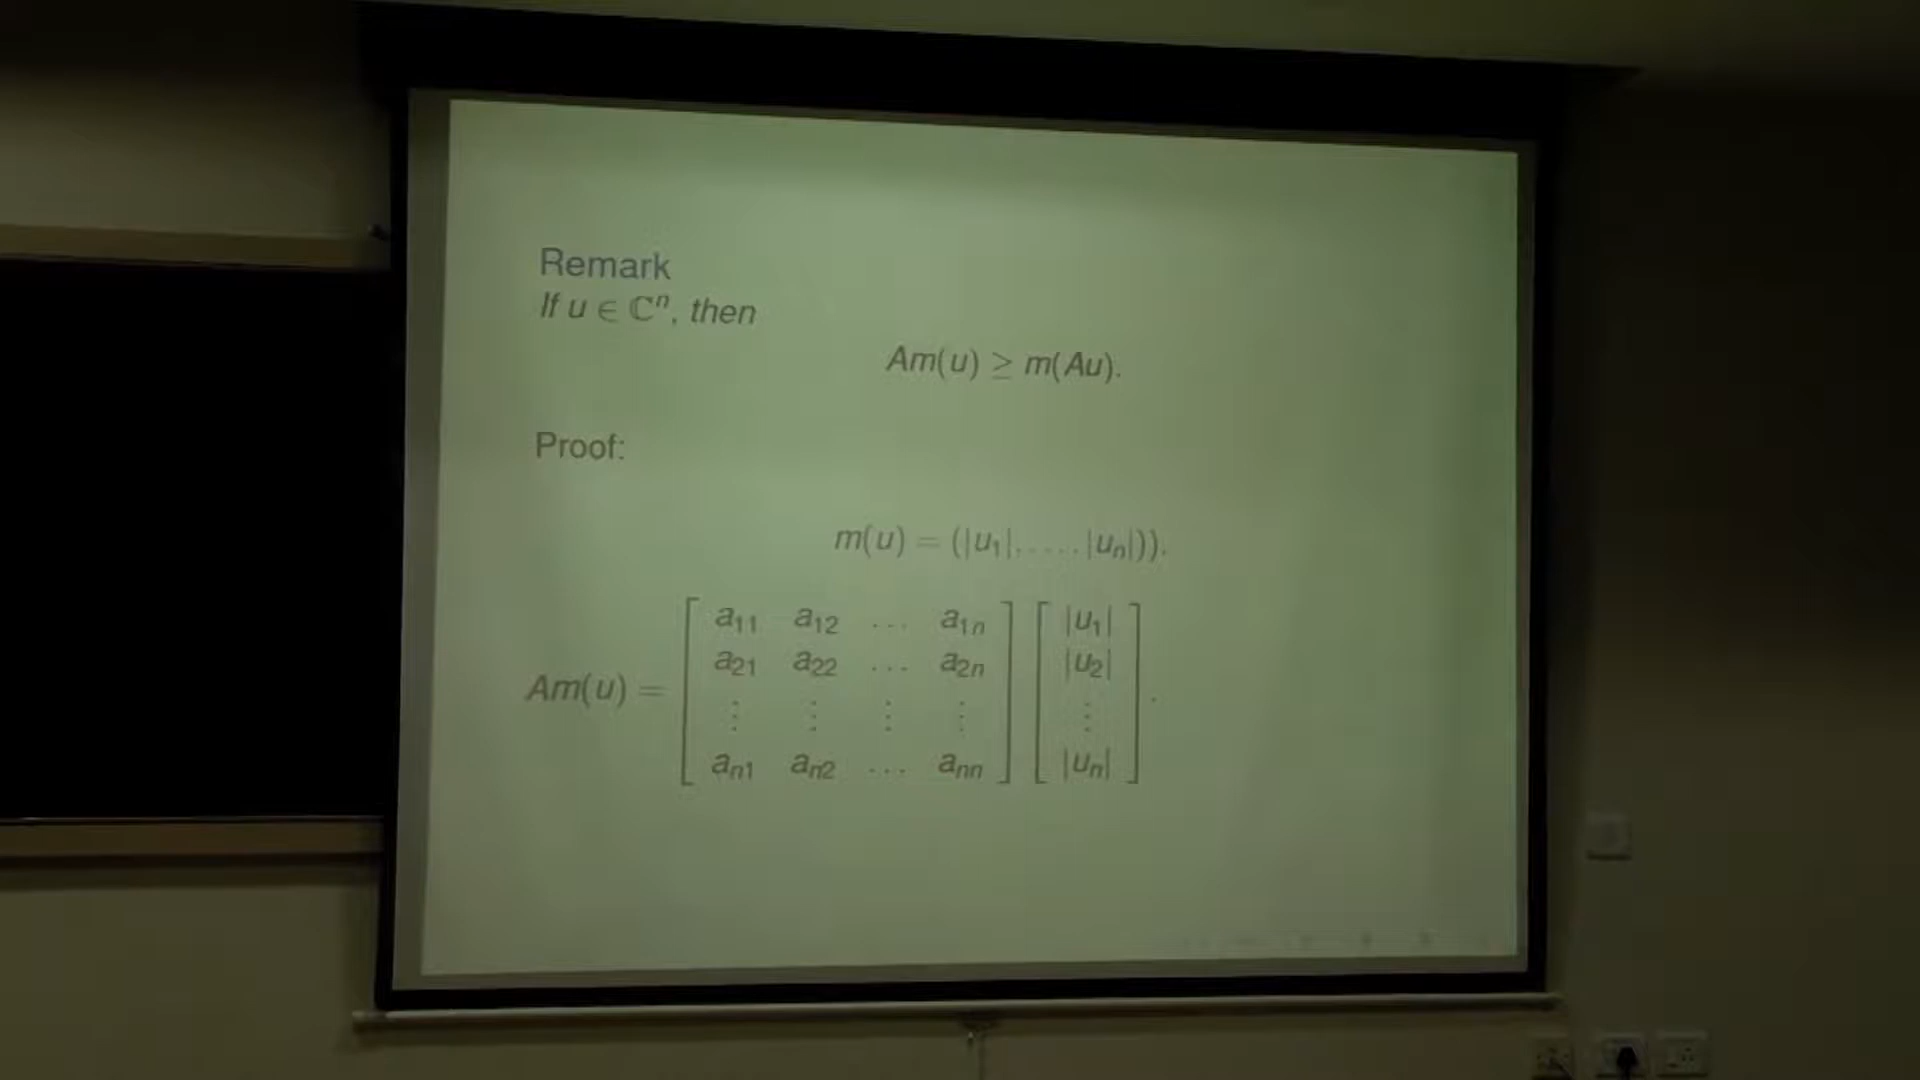 Remark
If u ∈ ℂⁿ, then
Am(u) ≥ m(Au).
Proof:
m(u) = (|u₁|, . . . , |uₙ|)).
Am(u) = [ a₁₁ a₁₂ . . . a₁ₙ ] [ |u₁| ]
[ a₂₁ a₂₂ . . . a₂ₙ ] [ |u₂| ]
[ ⋮ ⋮ ⋮ ⋮ ] [ ⋮ ] .
[ aₙ₁ aₙ₂ . . . aₙₙ ] [ |uₙ| ]